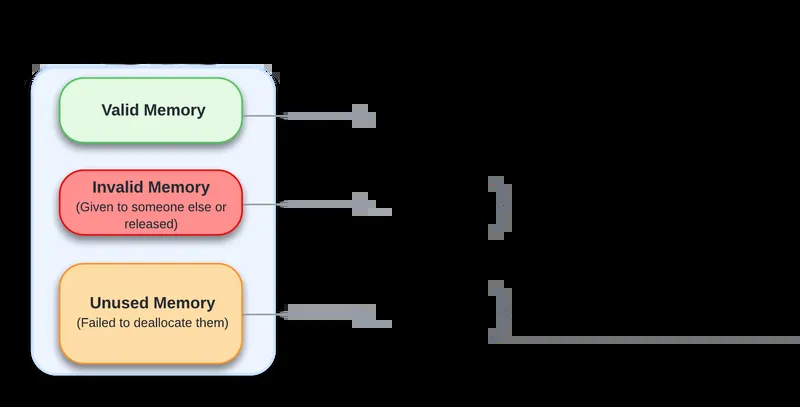 Valid Memory
Invalid Memory
(Given to someone else or
released)
Unused Memory
(Failed to deallocate them)